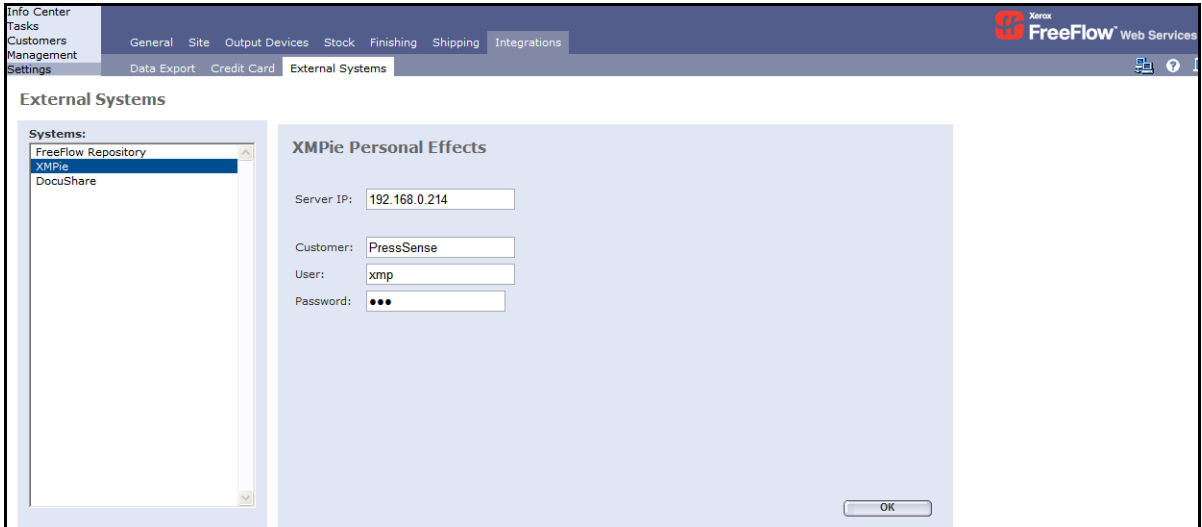 Info Center
Tasks
Customers
Management
Settings
General Site Output Devices Stock Finishing Shipping Integrations
Data Export Credit Card External Systems
Xerox
FreeFlow™ Web Services
External Systems
Systems:
FreeFlow Repository
XMPie
DocuShare
XMPie Personal Effects
Server IP: 192.168.0.214
Customer: PressSense
User: xmp
Password: ●●●
OK